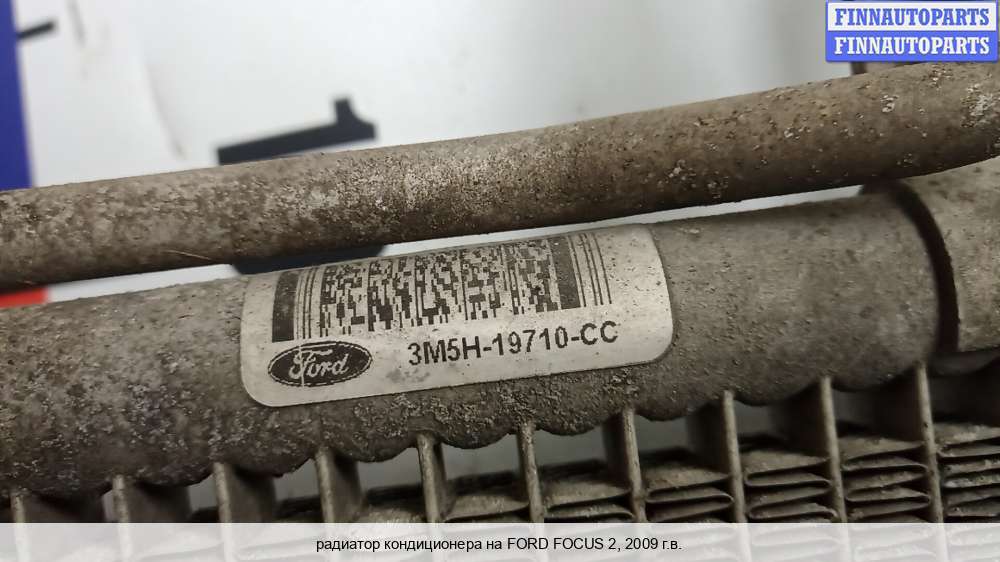 FINNAUTOPARTS
FINNAUTOPARTS
Ford
3M5H-19710-CC
радиатор кондиционера на FORD FOCUS 2, 2009 г.в.